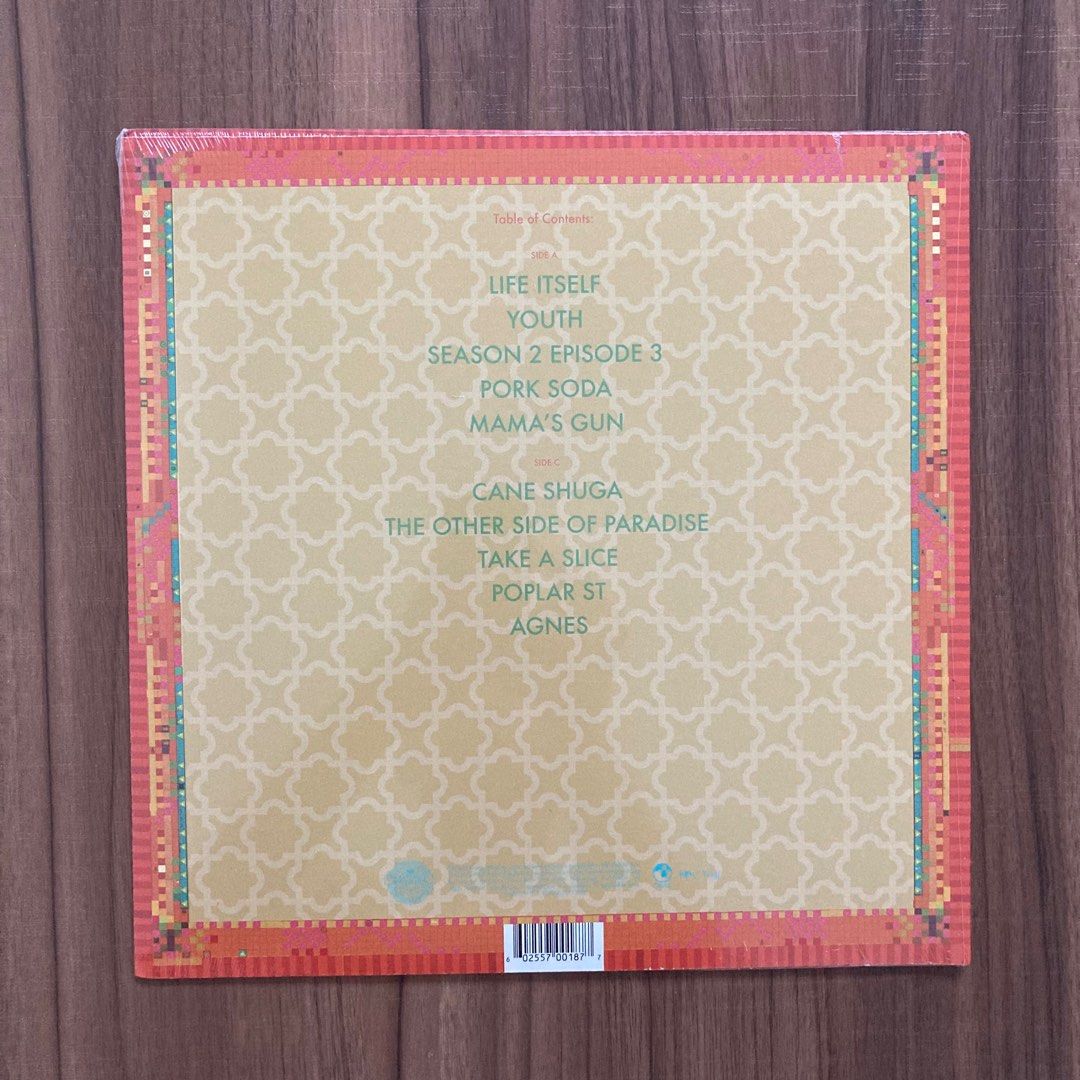 Table of Contents:
SIDE A
LIFE ITSELF
YOUTH
SEASON 2 EPISODE 3
PORK SODA
MAMA'S GUN
SIDE C
CANE SHUGA
THE OTHER SIDE OF PARADISE
TAKE A SLICE
POPLAR ST
AGNES
6 02557 00187 7